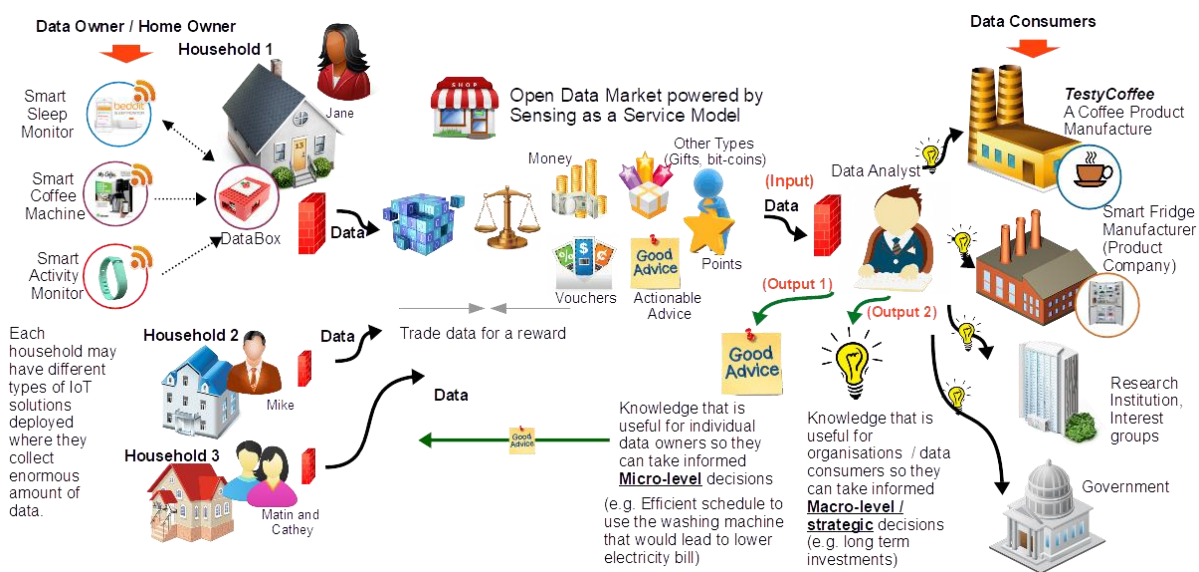 Data Owner / Home Owner
Household 1
Jane
Smart
Sleep
Monitor
beddit
Smart
Coffee
Machine
Smart
Activity
Monitor
DataBox
13
Data
SHOP
Open Data Market powered by
Sensing as a Service Model
Money
Other Types
(Gifts, bit-coins)
Points
% $ €
Vouchers
Good
Advice
Actionable
Advice
Trade data for a reward
(Input)
Data
Data Analyst
(Output 1)
(Output 2)
Data Consumers
TestyCoffee
A Coffee Product
Manufacture
Smart Fridge
Manufacturer
(Product
Company)
Research
Institution,
Interest
groups
Government
Each
household may
have different
types of IoT
solutions
deployed
where they
collect
enormous
amount of
data.
Household 2
Mike
Data
Household 3
Matin and
Cathey
Data
Good
Advice
Good
Advice
Knowledge that is
useful for individual
data owners so they
can take informed
Micro-level decisions
(e.g. Efficient schedule to
use the washing machine
that would lead to lower
electricity bill)
Knowledge that is
useful for
organisations / data
consumers so they
can take informed
Macro-level /
strategic decisions
(e.g. long term
investments)